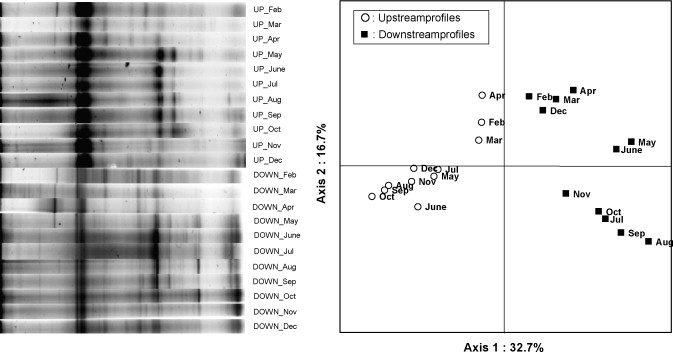 UP_Feb
UP_Mar
UP_Apr
UP_May
UP_June
UP_Jul
UP_Aug
UP_Sep
UP_Oct
UP_Nov
UP_Dec
DOWN_Feb
DOWN_Mar
DOWN_Apr
DOWN_May
DOWN_June
DOWN_Jul
DOWN_Aug
DOWN_Sep
DOWN_Oct
DOWN_Nov
DOWN_Dec
: Upstreamprofiles
: Downstreamprofiles
Apr
Feb
Mar
Feb
Apr
Mar
Dec
May
June
Dec
Jul
May
Nov
Aug
Sep
Oct
June
Nov
Oct
Jul
Sep
Aug
Axis 2 : 16.7%
Axis 1 : 32.7%